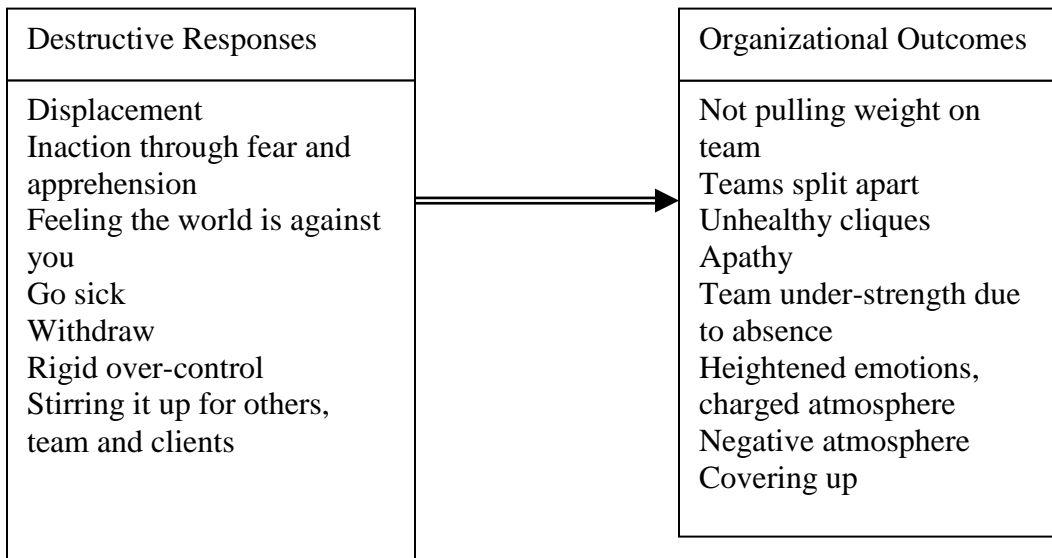 Destructive Responses
Displacement
Inaction through fear and
apprehension
Feeling the world is against
you
Go sick
Withdraw
Rigid over-control
Stirring it up for others,
team and clients
Organizational Outcomes
Not pulling weight on
team
Teams split apart
Unhealthy cliques
Apathy
Team under-strength due
to absence
Heightened emotions,
charged atmosphere
Negative atmosphere
Covering up